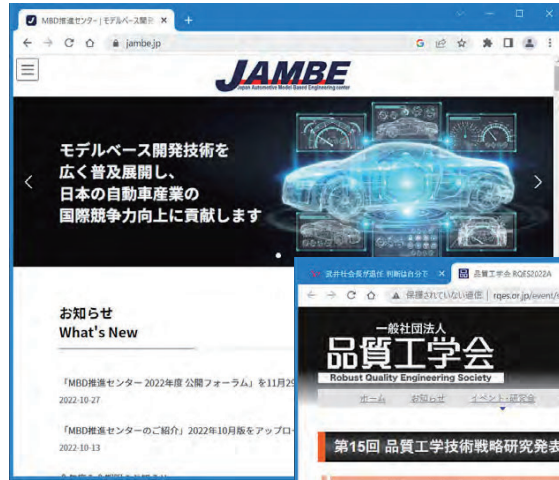 MBD推進センター | モデルベース開発
jambe.jp
JAMBE
Japan Automotive Model Based Engineering center
モデルベース開発技術を
広く普及展開し、
日本の自動車産業の
国際競争力向上に貢献します
お知らせ
What's New
「MBD推進センター 2022年度 公開フォーラム」を11月29
2022-10-27
「MBD推進センターのご紹介」2022年10月版をアップロー
2022-10-13
品質工学会 RQES2022A
保護されていない通信 | rqes.or.jp/event/
一般社団法人
品質工学会
Robust Quality Engineering Society
ホーム お知らせ イベント・研究会
第15回 品質工学技術戦略研究発表